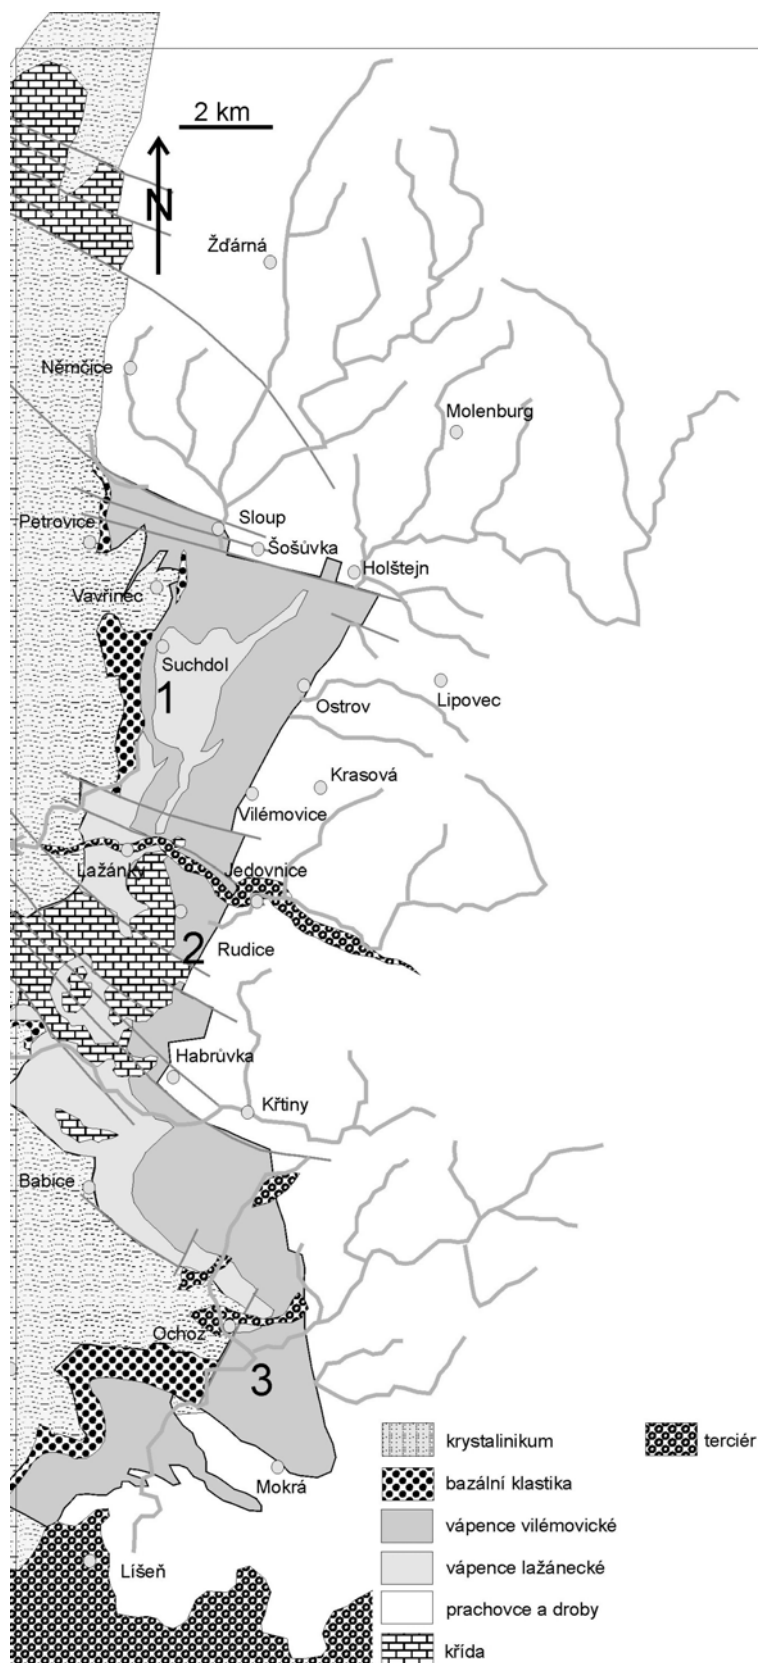 2 km
N
Žďárná
Němčice
Molenburg
Sloup
Petrovice
Šošůvka
Holštejn
Vavřinec
Suchdol
1
Ostrov
Lipovec
Krasová
Vilémovice
Lažánky
Jedovnice
2
Rudice
Habrůvka
Křtiny
Babice
Ochoz
3
Mokrá
Líšeň
krystalinikum
terciér
bazální klastika
vápence vilémovické
vápence lažánecké
prachovce a droby
křída